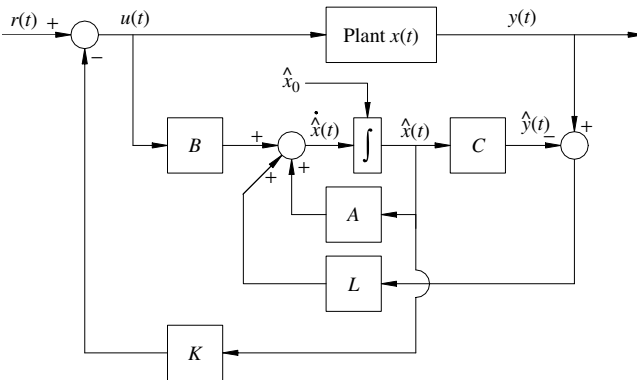 r(t) + u(t) Plant x(t) y(t)
−
x̂₀
B + + ẋ̂(t) ∫ x̂(t) C ŷ(t) − +
+
A
L
K